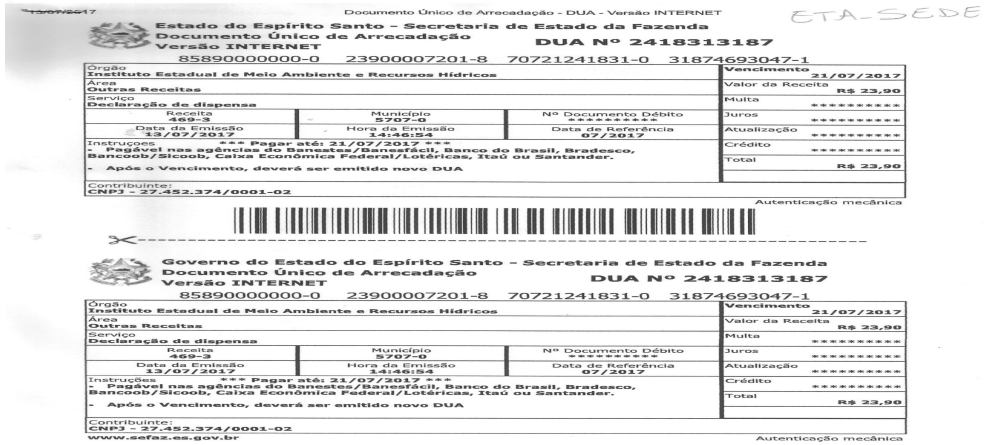 13/07/2017
Documento Único de Arrecadação - DUA - Versão INTERNET
ETA-SEDE
Estado do Espírito Santo - Secretaria de Estado da Fazenda
Documento Único de Arrecadação
Versão INTERNET
DUA Nº 2418313187
85890000000-0 23900007201-8 70721241831-0 31874693047-1
Órgão
Instituto Estadual de Meio Ambiente e Recursos Hídricos
Vencimento
21/07/2017
Área
Outras Receitas
Valor da Receita
R$ 23,90
Serviço
Declaração de dispensa
Multa
**********
Receita
469-3
Município
5707-0
Nº Documento Débito
**********
Juros
**********
Data da Emissão
13/07/2017
Hora da Emissão
14:46:54
Data de Referência
07/2017
Atualização
**********
Instruções *** Pagar até: 21/07/2017 ***
- Pagável nas agências do Banestes/Banesfácil, Banco do Brasil, Bradesco,
Bancoob/Sicoob, Caixa Econômica Federal/Lotéricas, Itaú ou Santander.
- Após o Vencimento, deverá ser emitido novo DUA
Crédito
**********
Total
R$ 23,90
Contribuinte:
CNPJ - 27.452.374/0001-02
Autenticação mecânica
Governo do Estado do Espírito Santo - Secretaria de Estado da Fazenda
Documento Único de Arrecadação
Versão INTERNET
DUA Nº 2418313187
85890000000-0 23900007201-8 70721241831-0 31874693047-1
Órgão
Instituto Estadual de Meio Ambiente e Recursos Hídricos
Vencimento
21/07/2017
Área
Outras Receitas
Valor da Receita
R$ 23,90
Serviço
Declaração de dispensa
Multa
**********
Receita
469-3
Município
5707-0
Nº Documento Débito
**********
Juros
**********
Data da Emissão
13/07/2017
Hora da Emissão
14:46:54
Data de Referência
07/2017
Atualização
**********
Instruções *** Pagar até: 21/07/2017 ***
- Pagável nas agências do Banestes/Banesfácil, Banco do Brasil, Bradesco,
Bancoob/Sicoob, Caixa Econômica Federal/Lotéricas, Itaú ou Santander.
- Após o Vencimento, deverá ser emitido novo DUA
Crédito
**********
Total
R$ 23,90
Contribuinte:
CNPJ - 27.452.374/0001-02
www.sefaz.es.gov.br
Autenticação mecânica